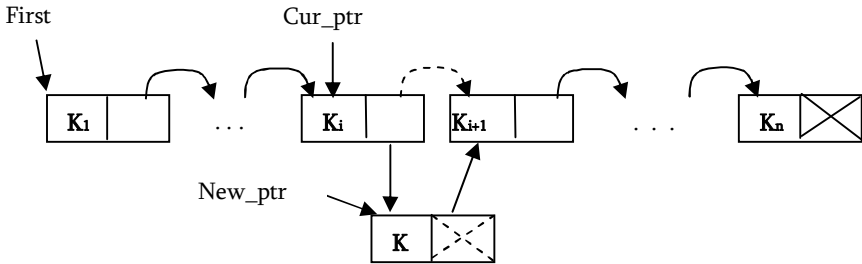 First
Cur_ptr
K1
...
Ki
Ki+1
. . .
Kn
New_ptr
K